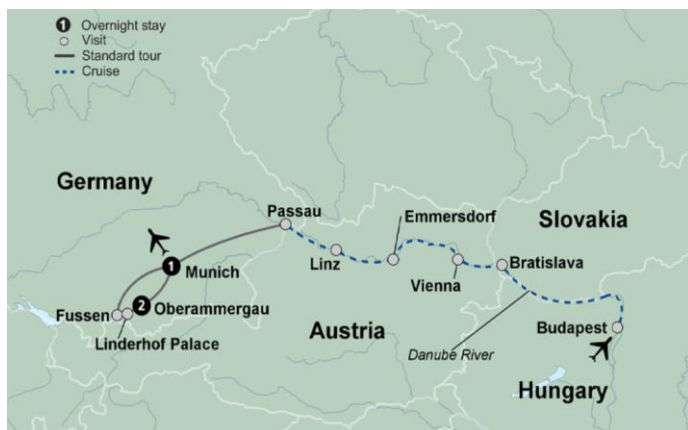 1 Overnight stay
Visit
Standard tour
Cruise
Germany
Passau
Emmersdorf
Slovakia
Linz
Vienna
Bratislava
1 Munich
Fussen
2 Oberammergau
Linderhof Palace
Austria
Danube River
Budapest
Hungary